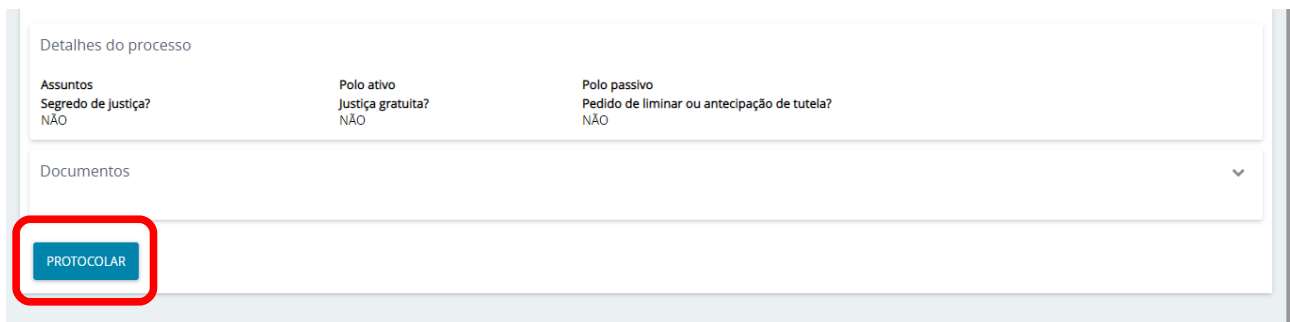 Detalhes do processo
Assuntos Polo ativo Polo passivo
Segredo de justiça? Justiça gratuita? Pedido de liminar ou antecipação de tutela?
NÃO NÃO NÃO
Documentos
PROTOCOLAR